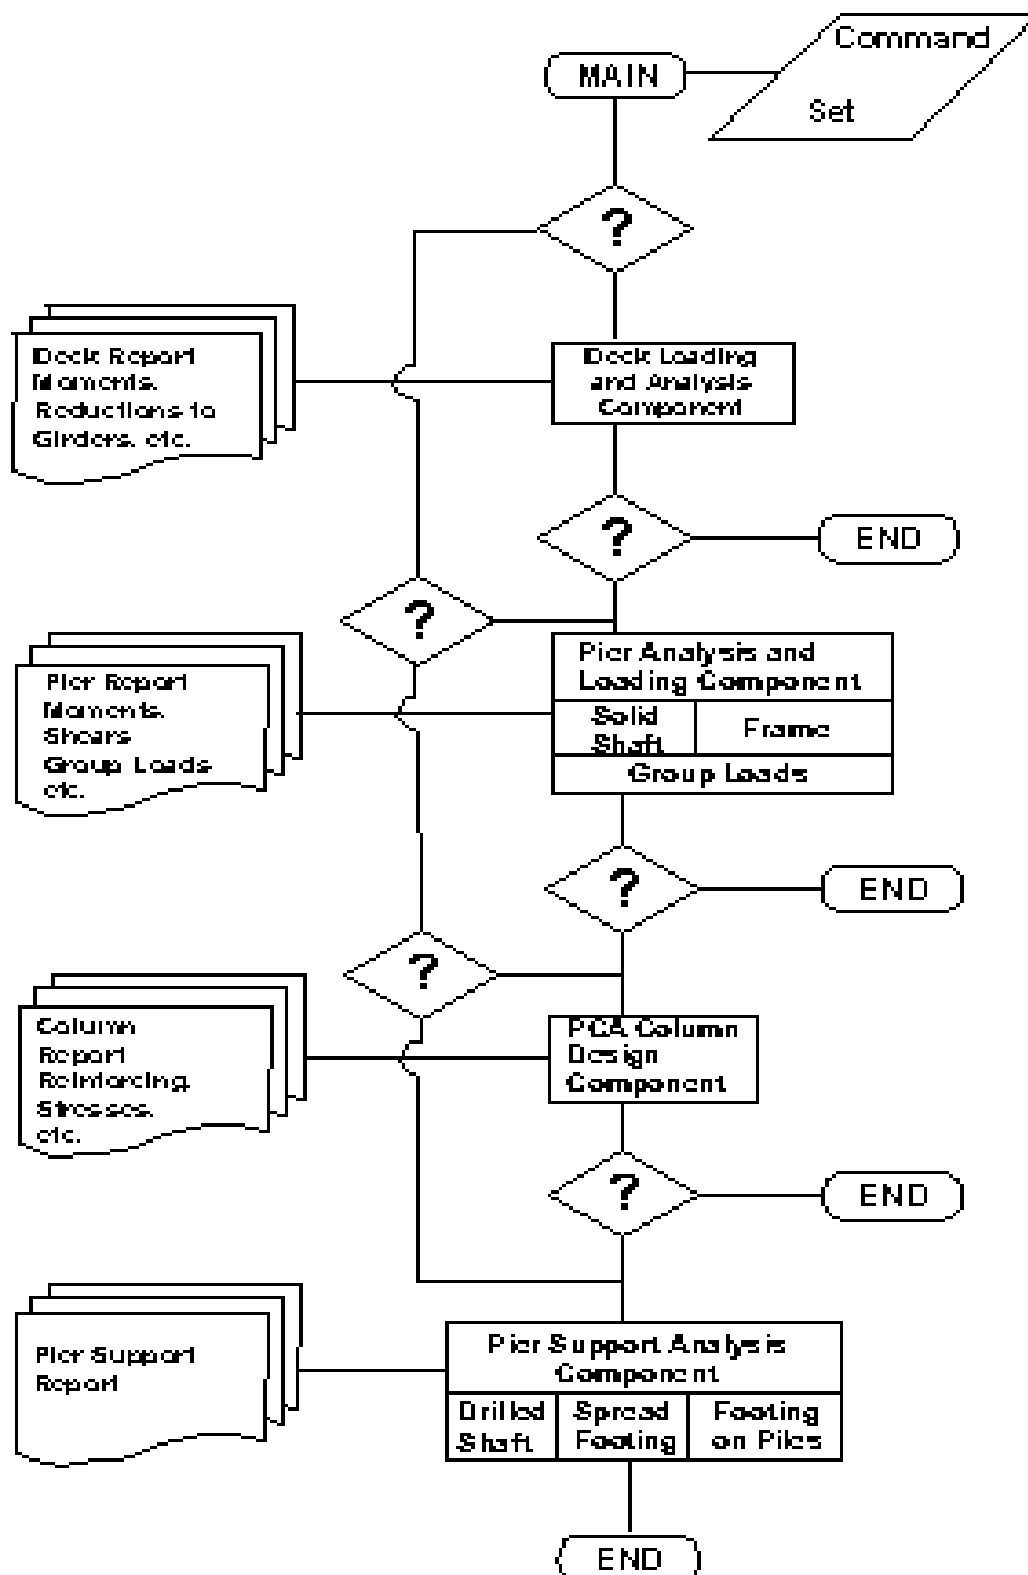 Command
MAIN
Set
?
Deck Report
Moments.
Reductions to
Girders, etc.
Deck Loading
and Analysis
Component
?
END
?
Pier Report
Moments.
Shears
Group Loads
etc.
Pier Analysis and
Loading Component
Solid
Shaft
Frame
Group Loads
?
END
?
Column
Report
Reinforcing,
Stresses.
etc.
PCA Column
Design
Component
?
END
Pier Support
Report
Pier Support Analysis
Component
Drilled
Shaft
Spread
Footing
Footing
on Piles
END